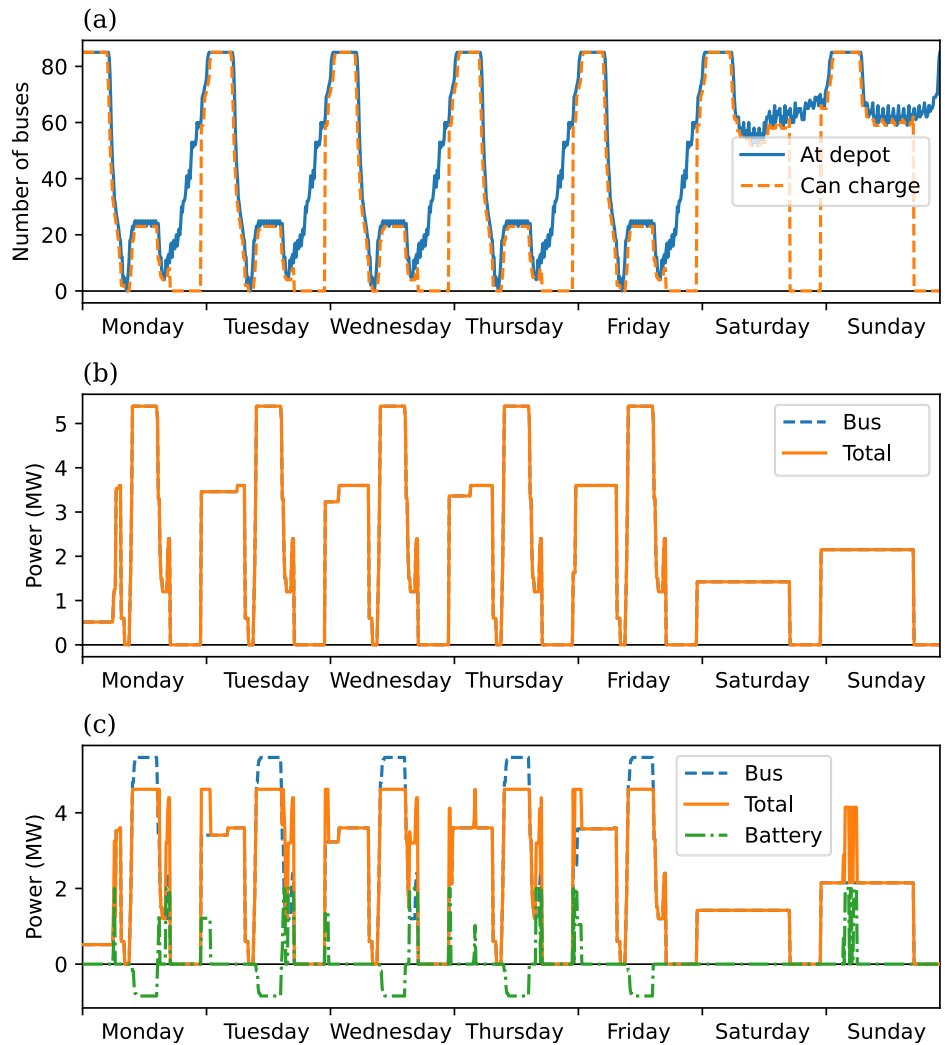 (a)
Number of buses
80
60
40
20
0
At depot
Can charge
Monday Tuesday Wednesday Thursday Friday Saturday Sunday
(b)
Power (MW)
5
4
3
2
1
0
Bus
Total
Monday Tuesday Wednesday Thursday Friday Saturday Sunday
(c)
Power (MW)
4
2
0
Bus
Total
Battery
Monday Tuesday Wednesday Thursday Friday Saturday Sunday